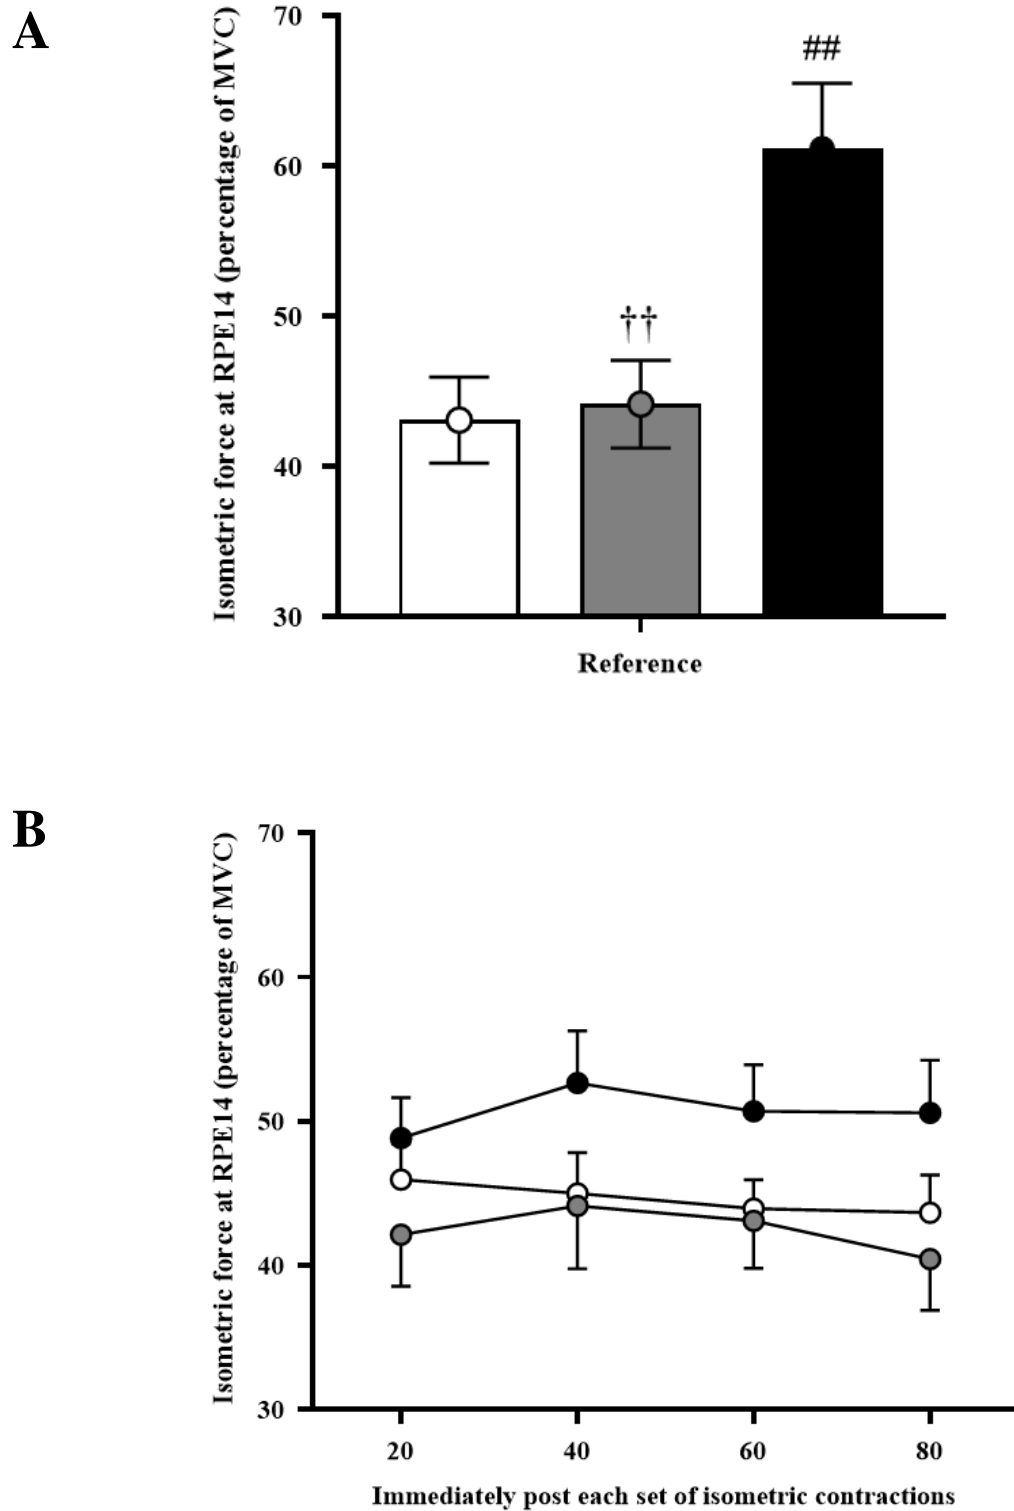 A
Isometric force at RPE14 (percentage of MVC)
70
60
50
40
30
††
##
Reference
B
Isometric force at RPE14 (percentage of MVC)
70
60
50
40
30
20 40 60 80
Immediately post each set of isometric contractions